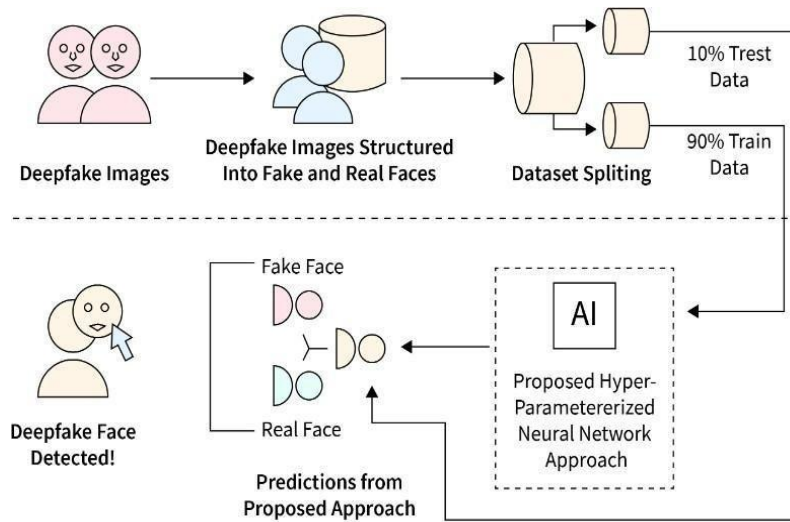 Deepfake Images
Deepfake Images Structured
Into Fake and Real Faces
Dataset Spliting
10% Trest
Data
90% Train
Data
Deepfake Face
Detected!
Fake Face
Real Face
Predictions from
Proposed Approach
AI
Proposed Hyper-
Parametererized
Neural Network
Approach